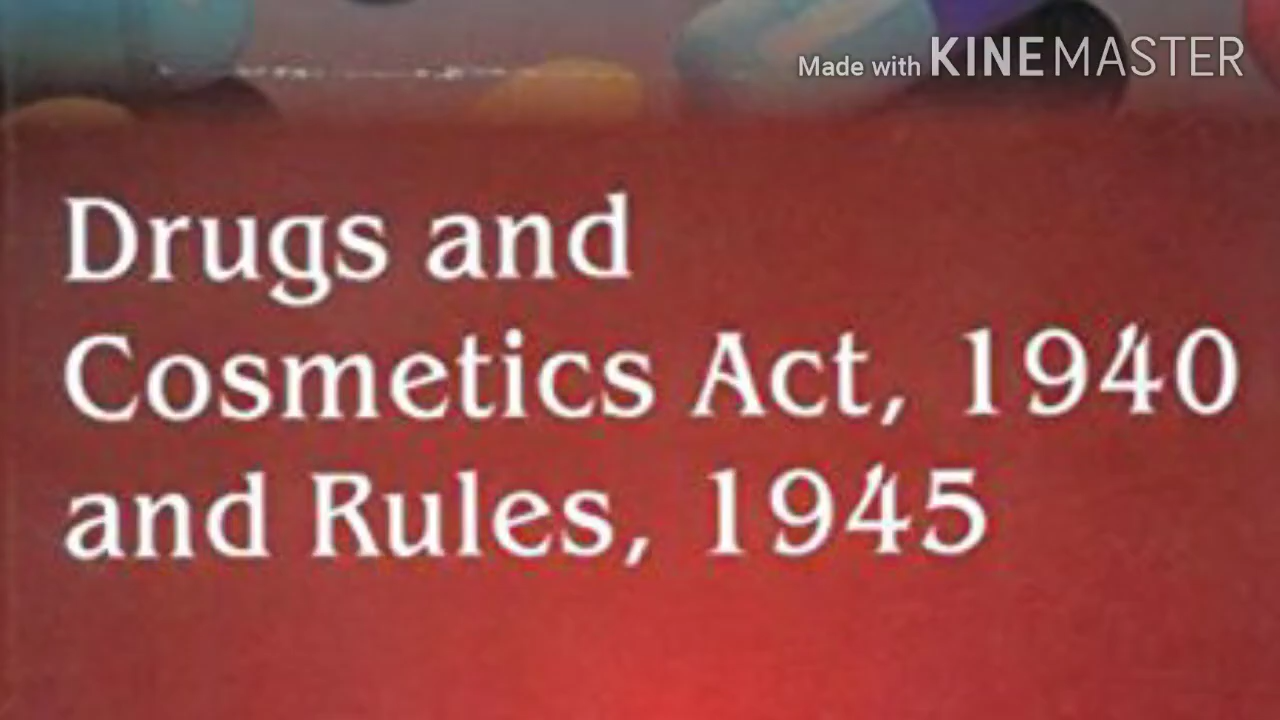 Made with KINEMASTER
Drugs and
Cosmetics Act, 1940
and Rules, 1945